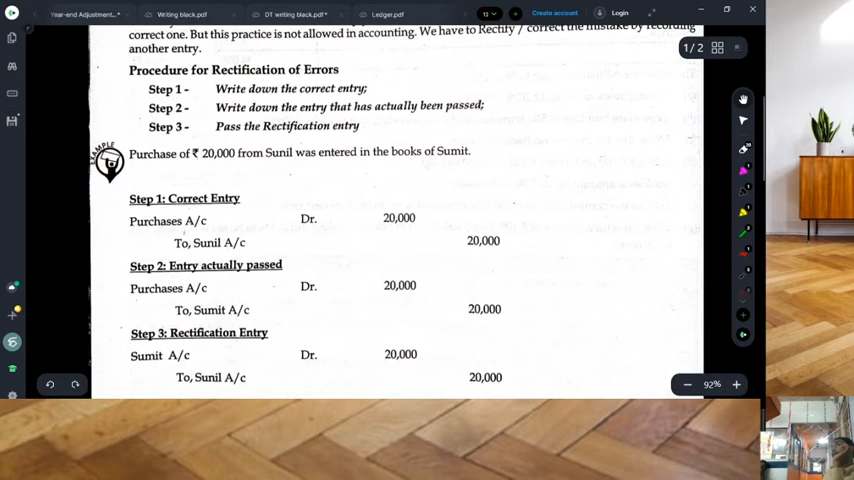 Year-end Adjustment...*
Writing black.pdf
DT writing black.pdf*
Ledger.pdf
13
Create account
Login
correct one. But this practice is not allowed in accounting. We have to Rectify / correct the mistake by recording
another entry.
1/2
Procedure for Rectification of Errors
Step 1 - Write down the correct entry;
Step 2 - Write down the entry that has actually been passed;
Step 3 - Pass the Rectification entry
EXAMPLE
Purchase of ₹ 20,000 from Sunil was entered in the books of Sumit.
Step 1: Correct Entry
Purchases A/c Dr. 20,000
To, Sunil A/c 20,000
Step 2: Entry actually passed
Purchases A/c Dr. 20,000
To, Sumit A/c 20,000
Step 3: Rectification Entry
Sumit A/c Dr. 20,000
To, Sunil A/c 20,000
92%